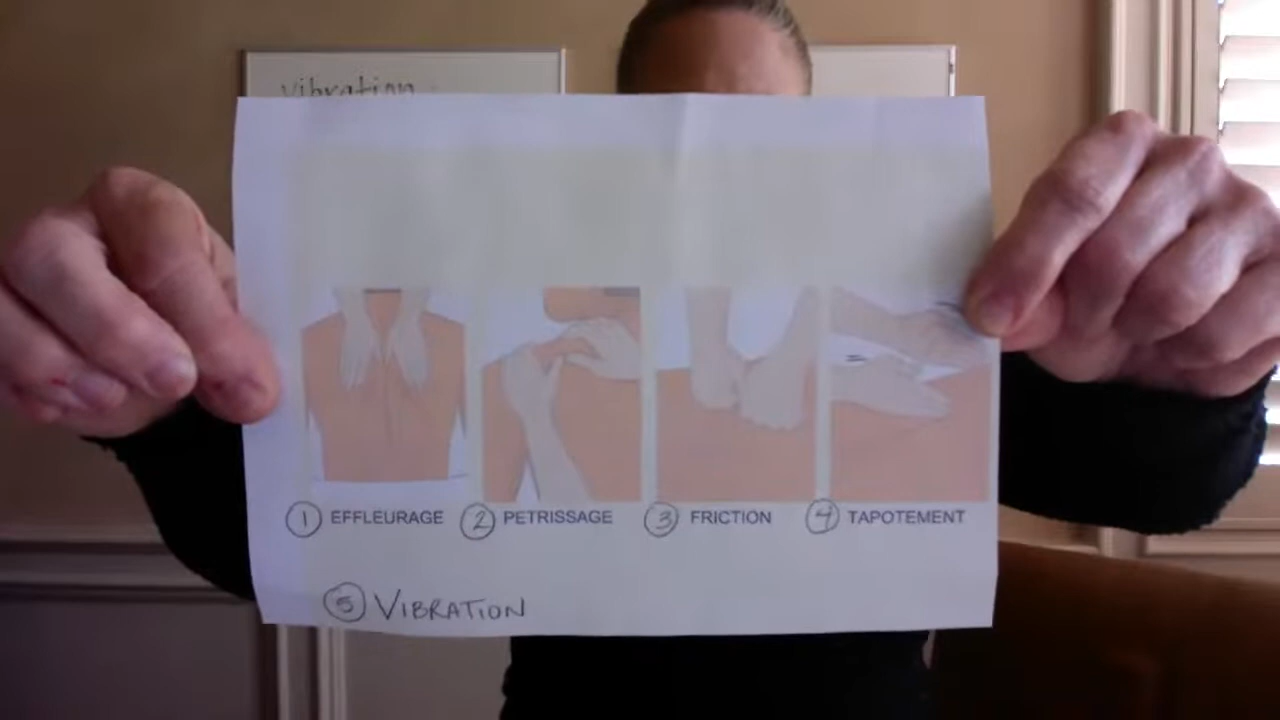 vibration
① EFFLEURAGE ② PETRISSAGE ③ FRICTION ④ TAPOTEMENT
⑤ VIBRATION